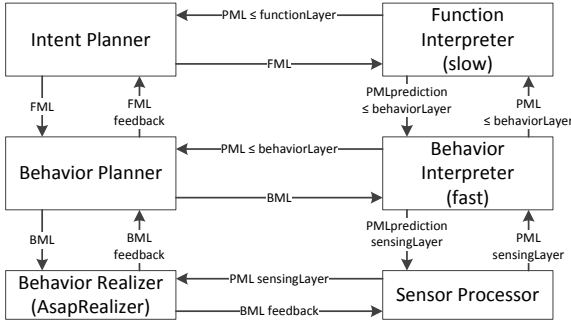 PML ≤ functionLayer
Intent Planner
Function
Interpreter
(slow)
FML
FML
FML
feedback
PMLprediction
≤ behaviorLayer
PML
≤ behaviorLayer
PML ≤ behaviorLayer
Behavior Planner
Behavior
Interpreter
(fast)
BML
BML
BML
feedback
PMLprediction
sensingLayer
PML
sensingLayer
Behavior Realizer
(AsapRealizer)
PML sensingLayer
BML feedback
Sensor Processor